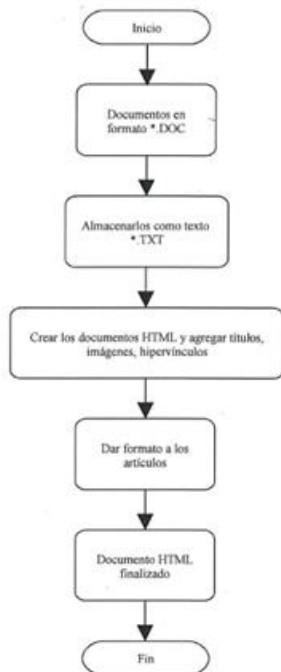 Inicio
Documentos en
formato *.DOC
Almacenarlos como texto
*.TXT
Crear los documentos HTML y agregar títulos,
imágenes, hipervínculos
Dar formato a los
artículos
Documento HTML
finalizado
Fin